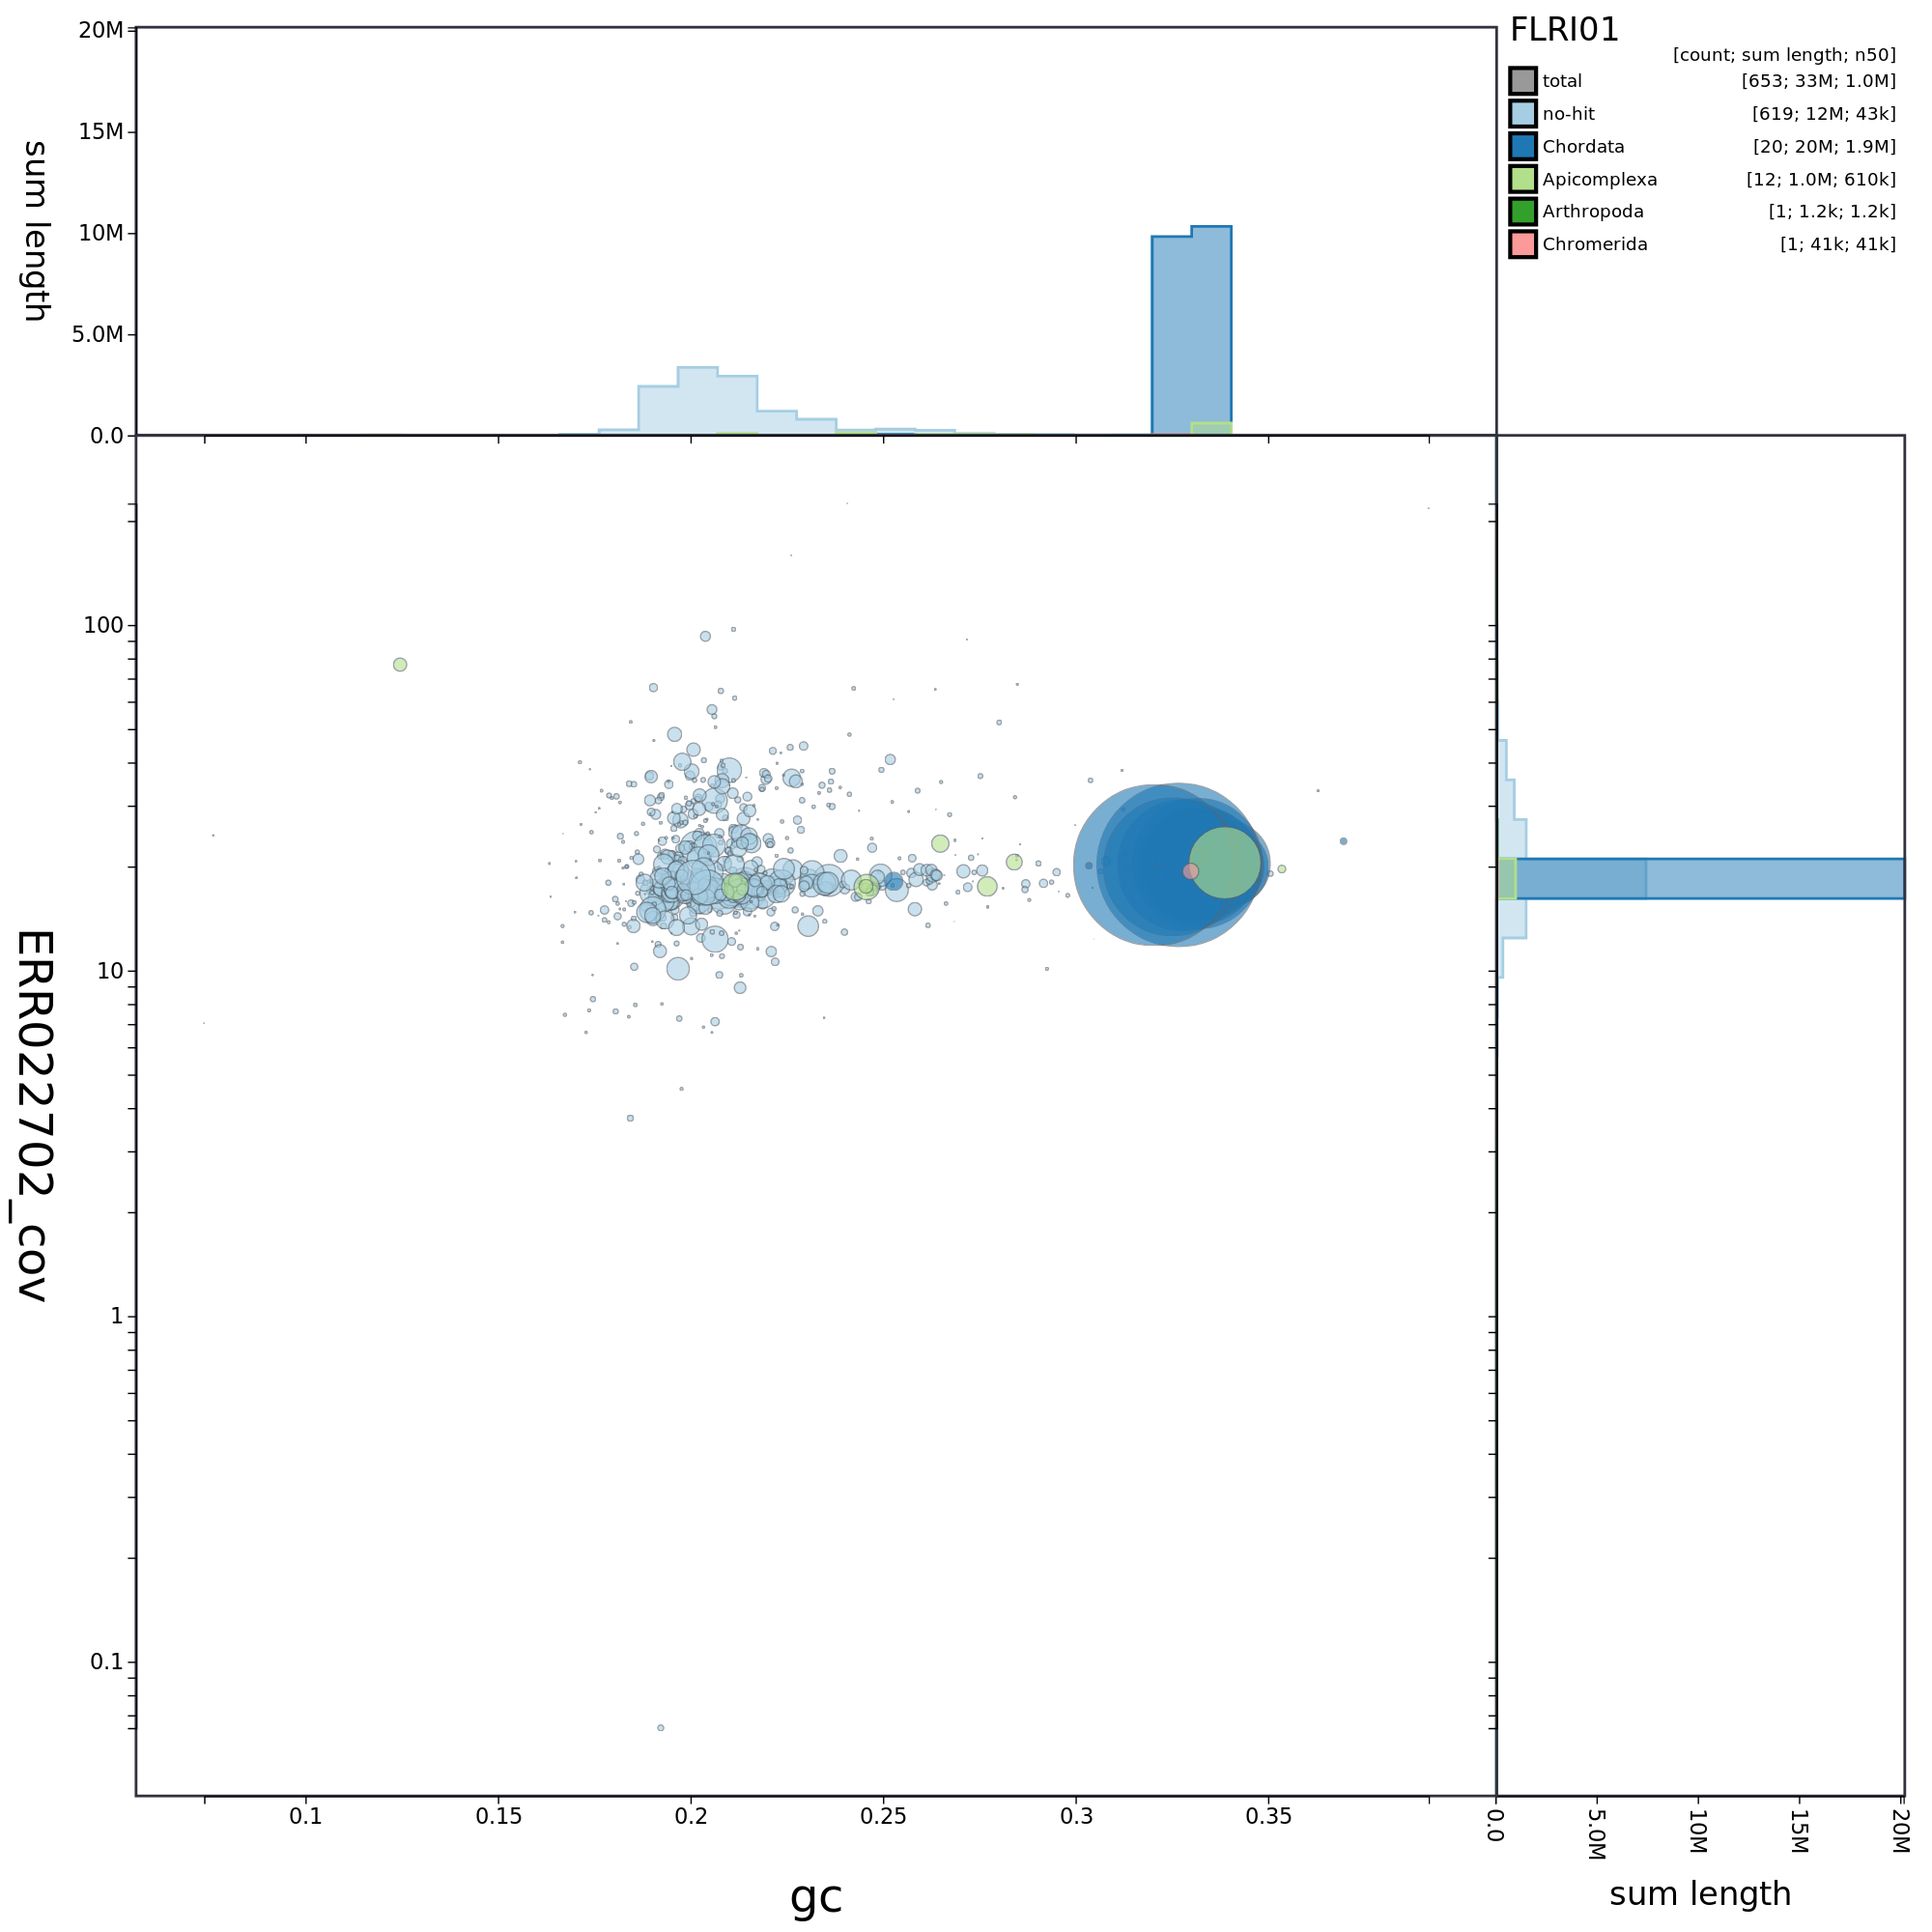 FLRI01
[count; sum length; n50]
total [653; 33M; 1.0M]
no-hit [619; 12M; 43k]
Chordata [20; 20M; 1.9M]
Apicomplexa [12; 1.0M; 610k]
Arthropoda [1; 1.2k; 1.2k]
Chromerida [1; 41k; 41k]
sum length
20M
15M
10M
5.0M
0.0
ERR022702_cov
100
10
1
0.1
0.1 0.15 0.2 0.25 0.3 0.35
gc
0.0 5.0M 10M 15M 20M
sum length